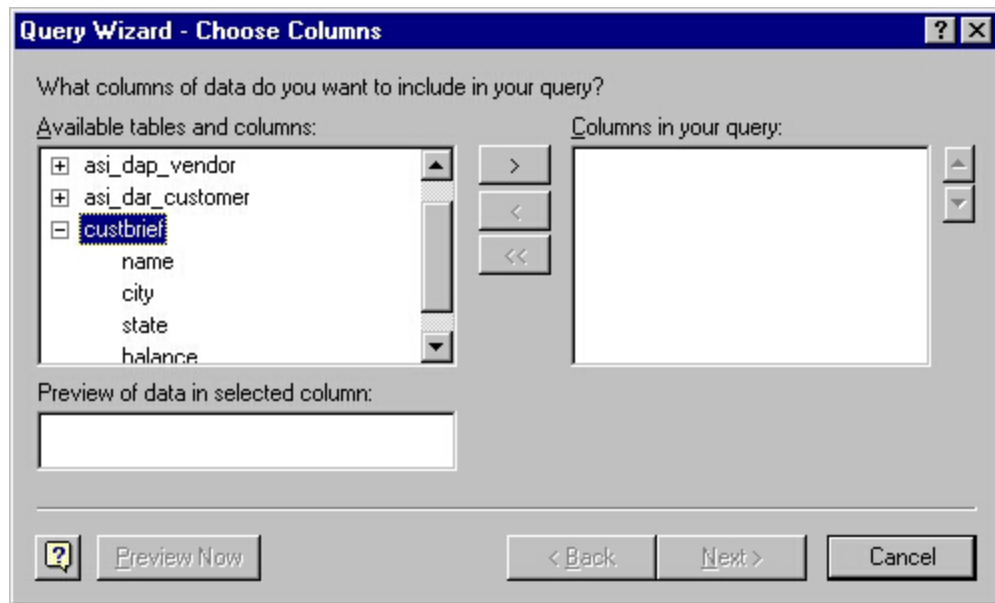 Query Wizard - Choose Columns
What columns of data do you want to include in your query?
Available tables and columns:
Columns in your query:
asi_dap_vendor
asi_dar_customer
custbrief
name
city
state
balance
>
<
<<
Preview of data in selected column:
?
Preview Now
< Back
Next >
Cancel